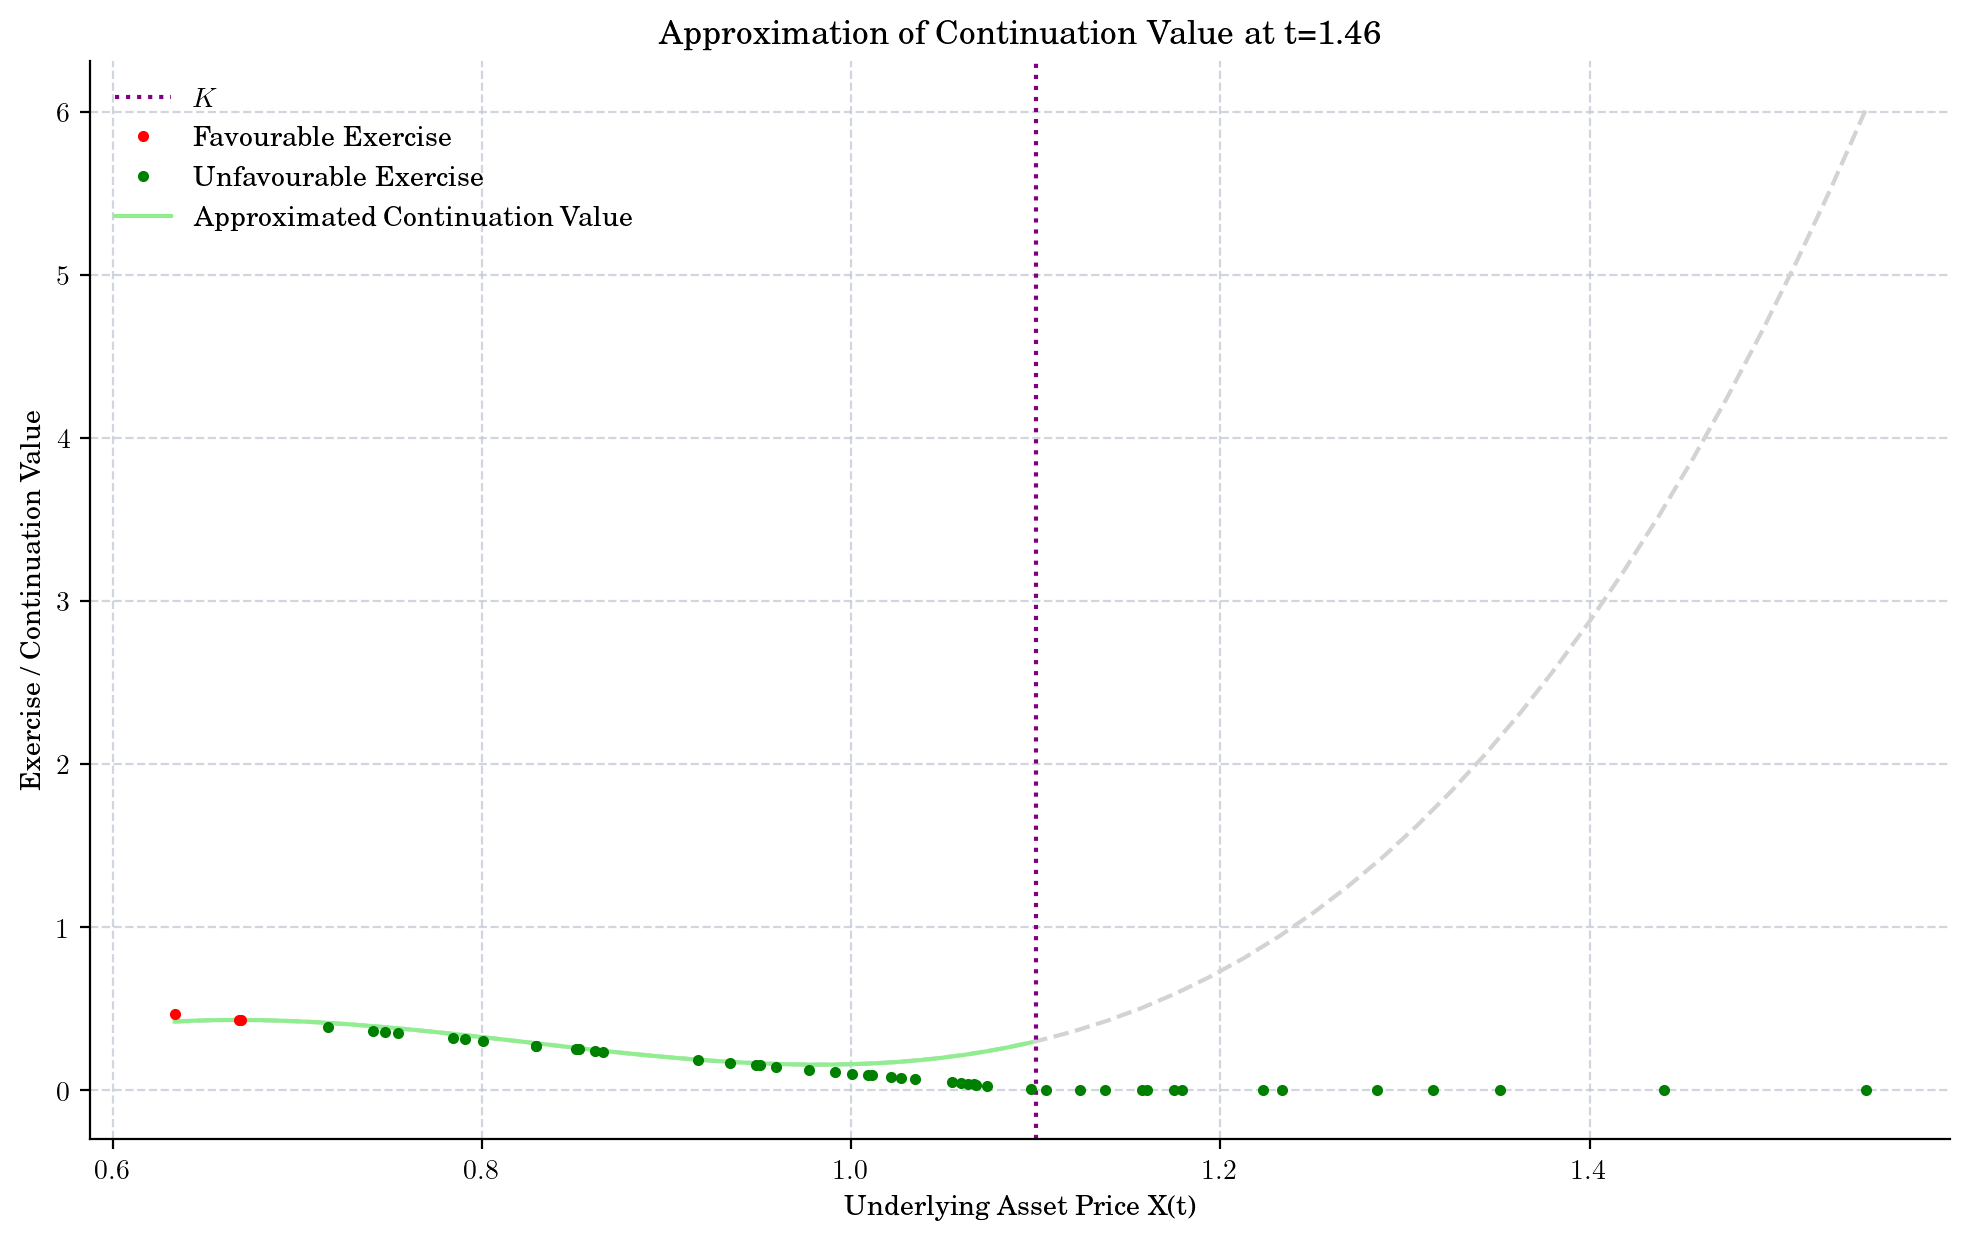 Approximation of Continuation Value at t=1.46
K
Favourable Exercise
Unfavourable Exercise
Approximated Continuation Value
Exercise / Continuation Value
6
5
4
3
2
1
0
0.6 0.8 1.0 1.2 1.4
Underlying Asset Price X(t)